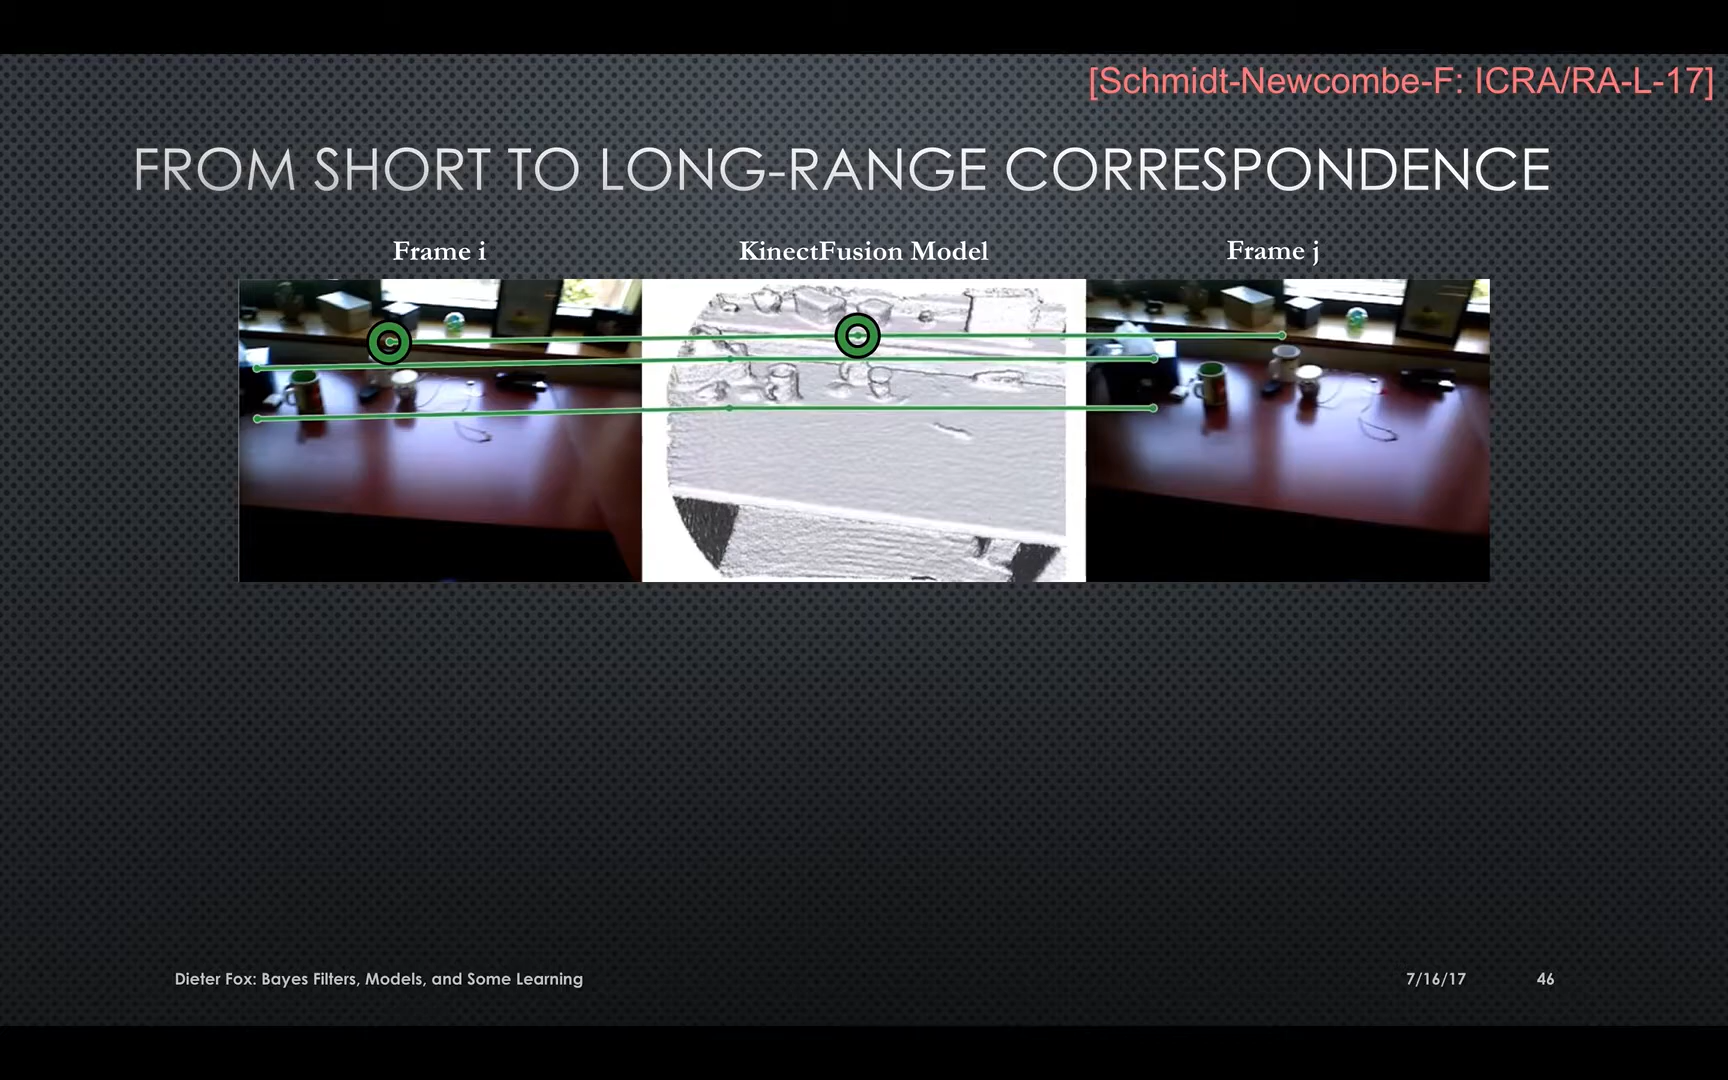 [Schmidt-Newcombe-F: ICRA/RA-L-17]
FROM SHORT TO LONG-RANGE CORRESPONDENCE
Frame i
KinectFusion Model
Frame j
Dieter Fox: Bayes Filters, Models, and Some Learning
7/16/17
46